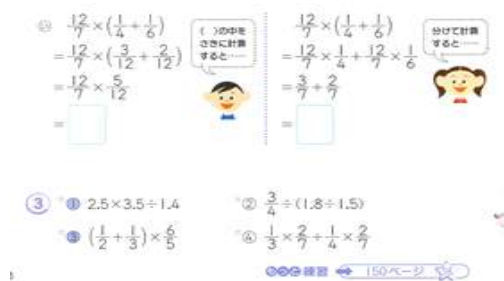 12/7 × (1/4 + 1/6)
= 12/7 × (3/12 + 2/12)
= 12/7 × 5/12
=
( )の中を
さきに計算
すると……
12/7 × (1/4 + 1/6)
= 12/7 × 1/4 + 12/7 × 1/6
= 3/7 + 2/7
=
分けて計算
すると……
3 ① 2.5×3.5÷1.4
② 3/4 ÷(1.8÷1.5)
③ (1/2 + 1/3) × 6/5
④ 1/3 × 2/7 ÷ 1/4 × 2/7
練習 150ページ